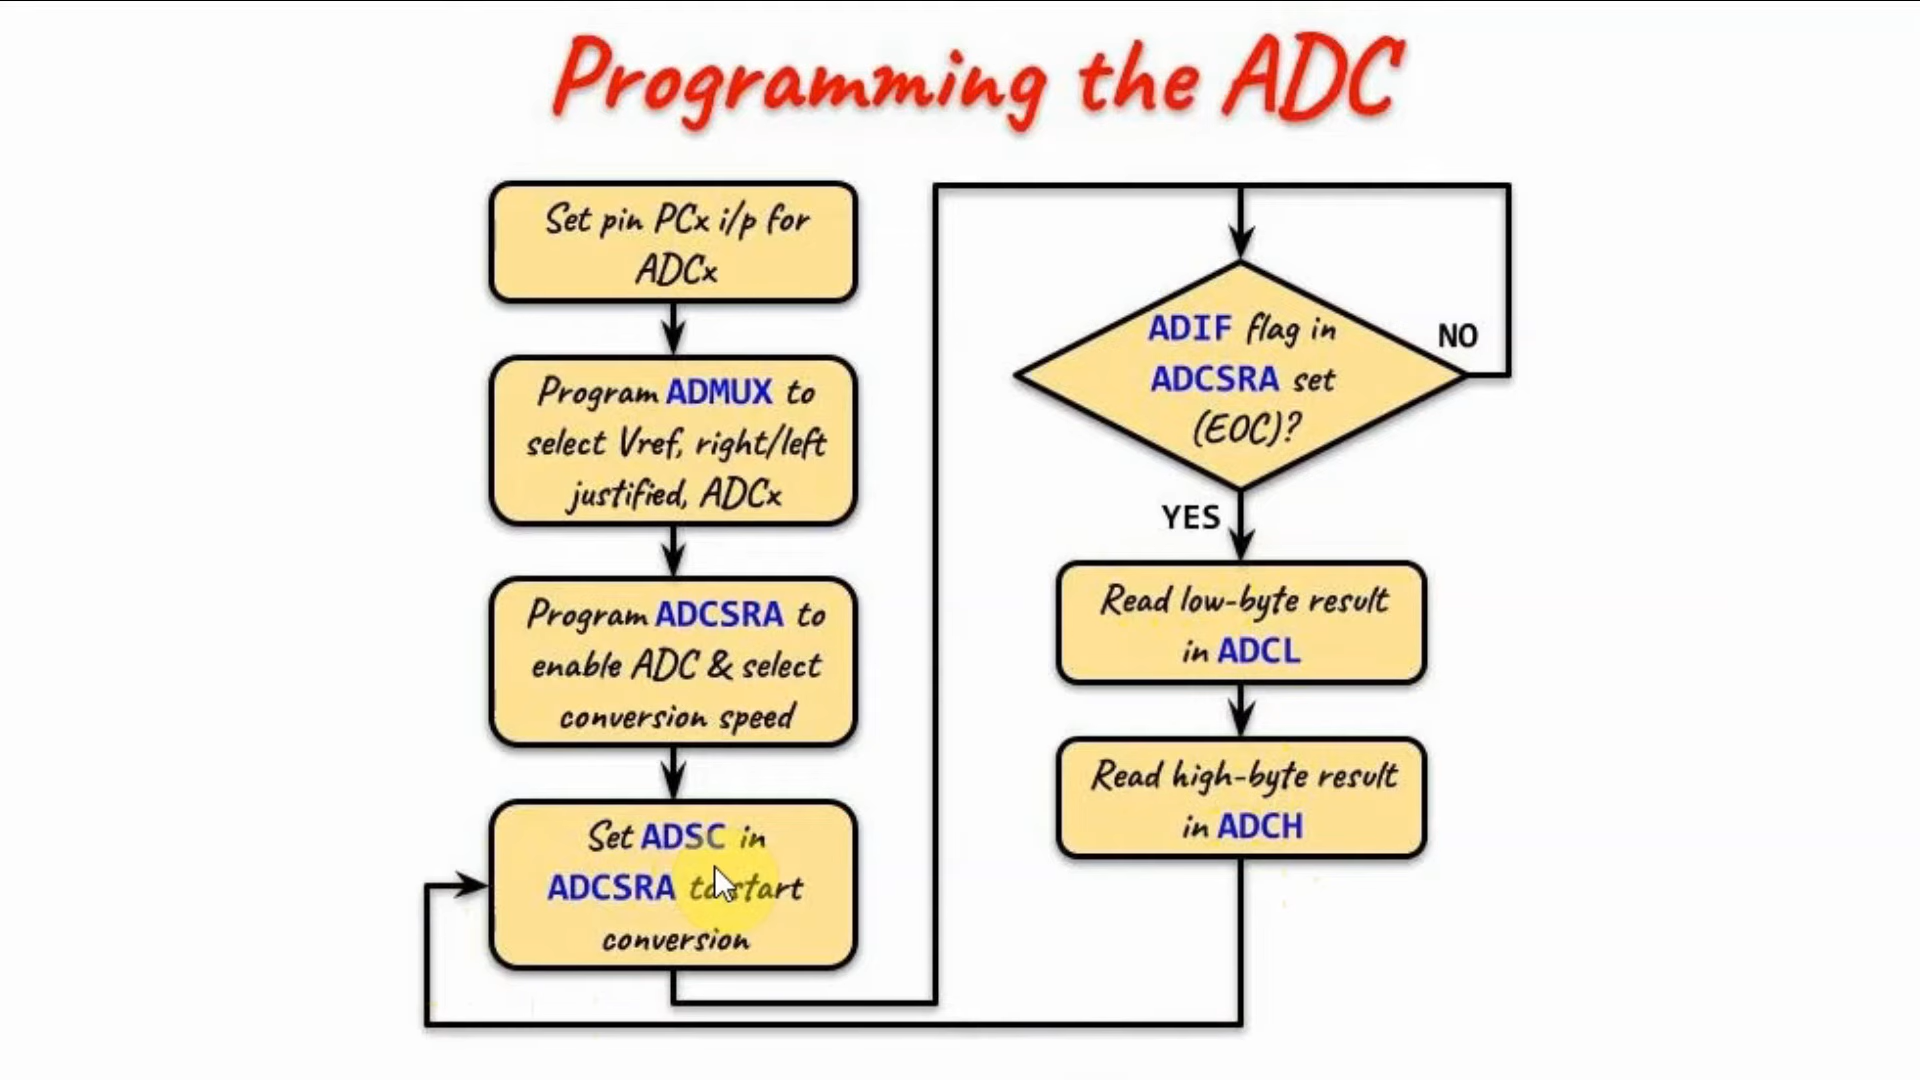 Programming the ADC
Set pin PCx i/p for
ADCx
Program ADMUX to
select Vref, right/left
justified, ADCx
Program ADCSRA to
enable ADC & select
conversion speed
Set ADSC in
ADCSRA to start
conversion
ADIF flag in
ADCSRA set
(EOC)?
NO
YES
Read low-byte result
in ADCL
Read high-byte result
in ADCH